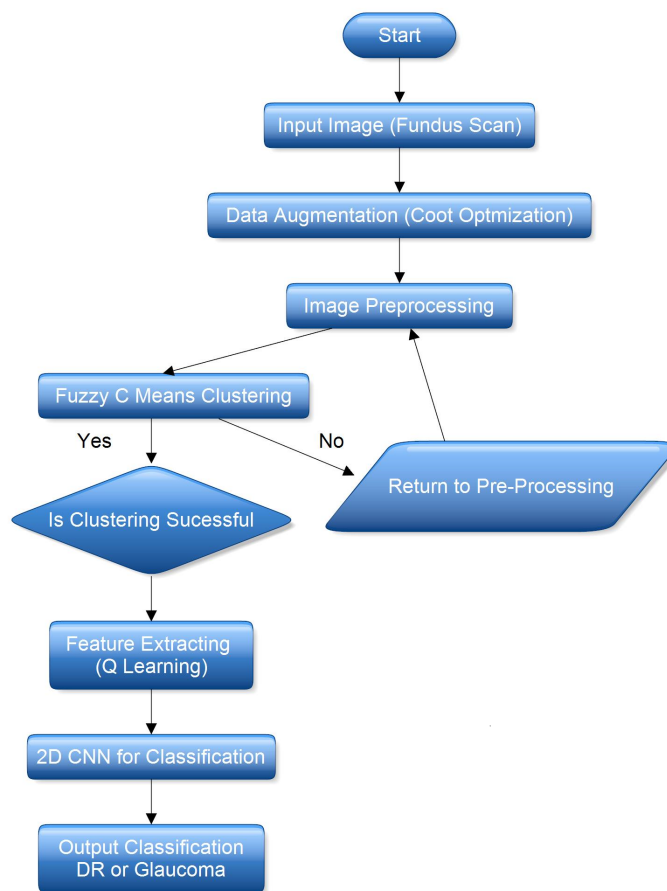 Start
Input Image (Fundus Scan)
Data Augmentation (Coot Optmization)
Image Preprocessing
Fuzzy C Means Clustering
Yes
No
Return to Pre-Processing
Is Clustering Sucessful
Feature Extracting
(Q Learning)
2D CNN for Classification
Output Classification
DR or Glaucoma